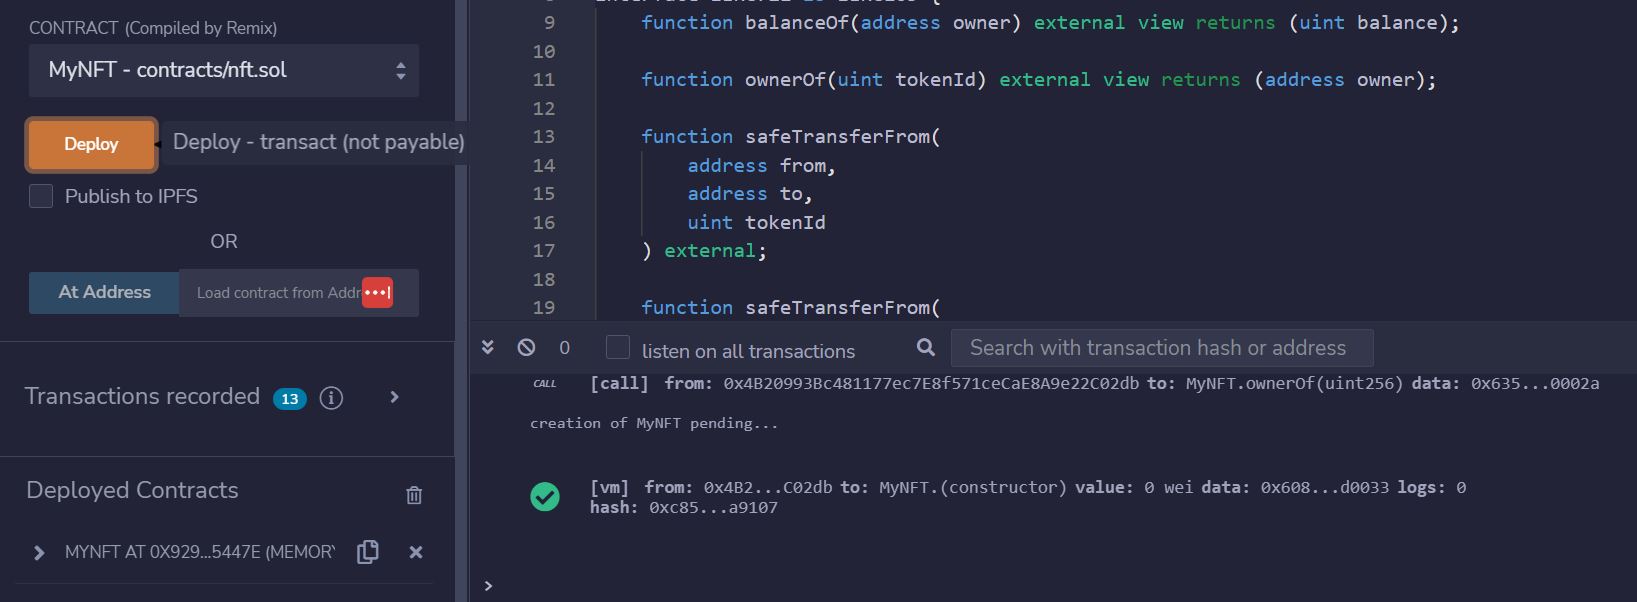 CONTRACT (Compiled by Remix)
MyNFT - contracts/nft.sol
Deploy
Deploy - transact (not payable)
Publish to IPFS
OR
At Address
Load contract from Addr
Transactions recorded 13
Deployed Contracts
MYNFT AT 0X929...5447E (MEMORY
9 function balanceOf(address owner) external view returns (uint balance);
10
11 function ownerOf(uint tokenId) external view returns (address owner);
12
13 function safeTransferFrom(
14 address from,
15 address to,
16 uint tokenId
17 ) external;
18
19 function safeTransferFrom(
0 listen on all transactions Search with transaction hash or address
CALL [call] from: 0x4B20993Bc481177ec7E8f571ceCaE8A9e22C02db to: MyNFT.ownerOf(uint256) data: 0x635...0002a
creation of MyNFT pending...
[vm] from: 0x4B2...C02db to: MyNFT.(constructor) value: 0 wei data: 0x608...d0033 logs: 0
hash: 0xc85...a9107
>